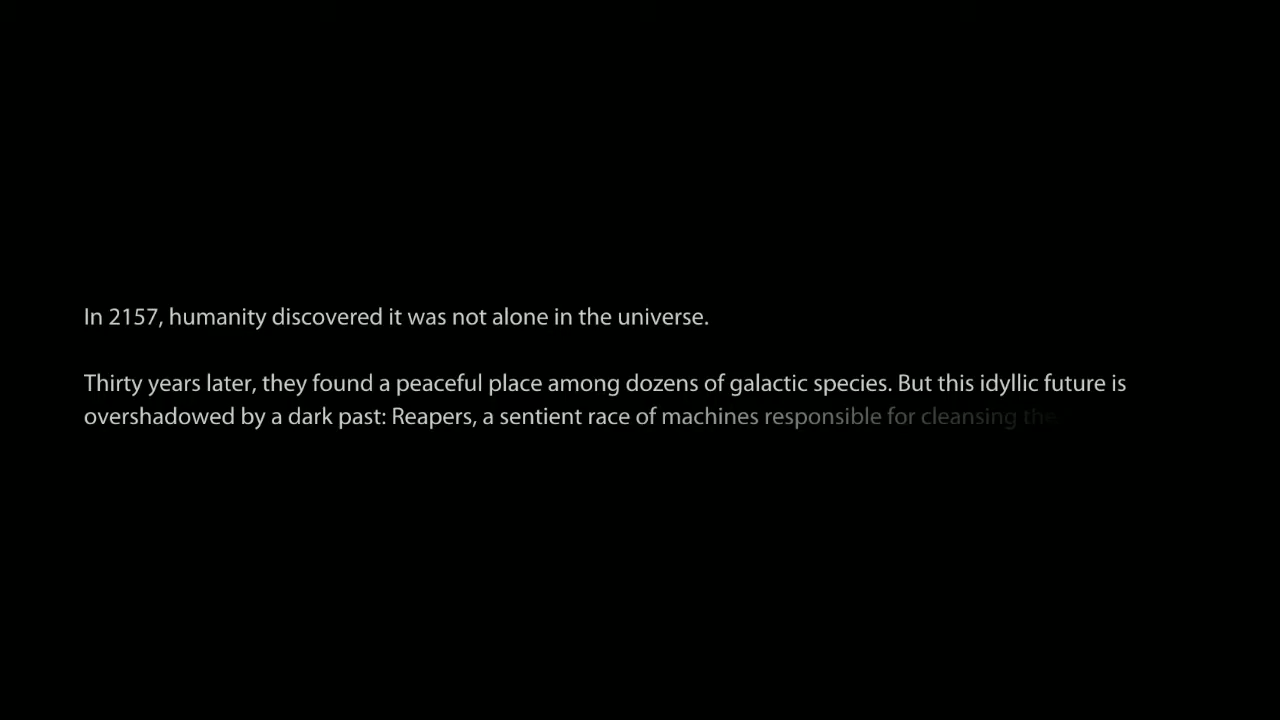 In 2157, humanity discovered it was not alone in the universe.
Thirty years later, they found a peaceful place among dozens of galactic species. But this idyllic future is
overshadowed by a dark past: Reapers, a sentient race of machines responsible for cleansing the